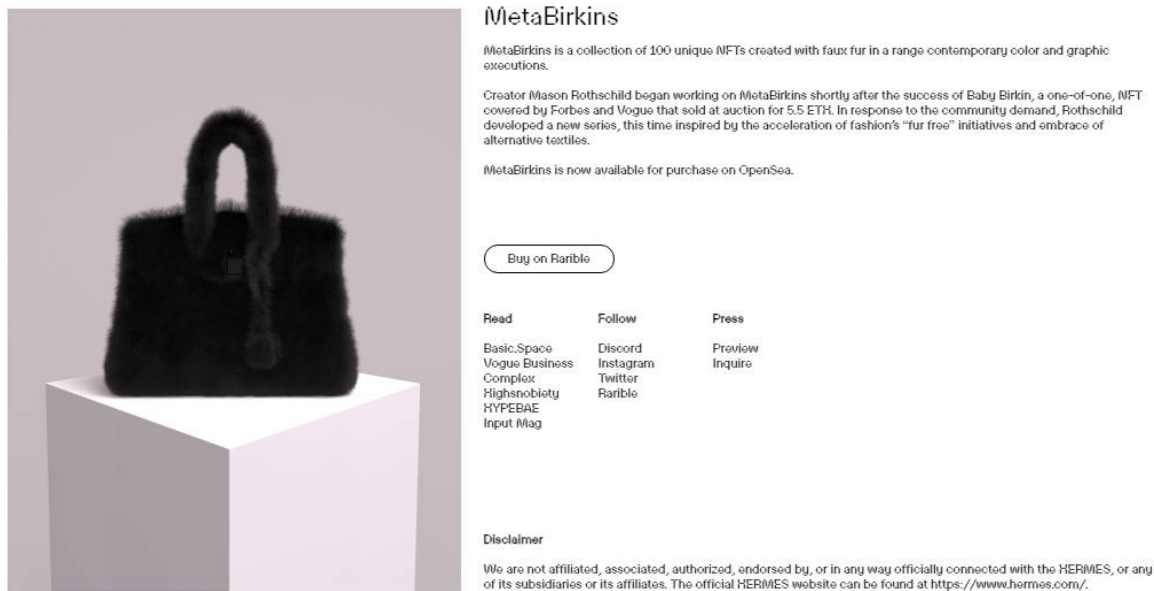 MetaBirkins
MetaBirkins is a collection of 100 unique NFTs created with faux fur in a range contemporary color and graphic
executions.
Creator Mason Rothschild began working on MetaBirkins shortly after the success of Baby Birkin, a one-of-one, NFT
covered by Forbes and Vogue that sold at auction for 5.5 ETH. In response to the community demand, Rothschild
developed a new series, this time inspired by the acceleration of fashion’s “fur free” initiatives and embrace of
alternative textiles.
MetaBirkins is now available for purchase on OpenSea.
Buy on Rarible
Read Follow Press
Basic.Space Discord Preview
Vogue Business Instagram Inquire
Complex Twitter
Highsnobiety Rarible
HYPEBAE
Input Mag
Disclaimer
We are not affiliated, associated, authorized, endorsed by, or in any way officially connected with the HERMES, or any
of its subsidiaries or its affiliates. The official HERMES website can be found at https://www.hermes.com/.